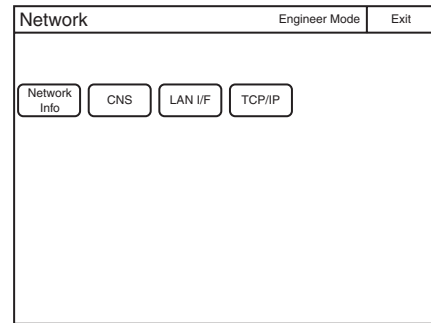 Network Engineer Mode Exit
Network
Info
CNS
LAN I/F
TCP/IP